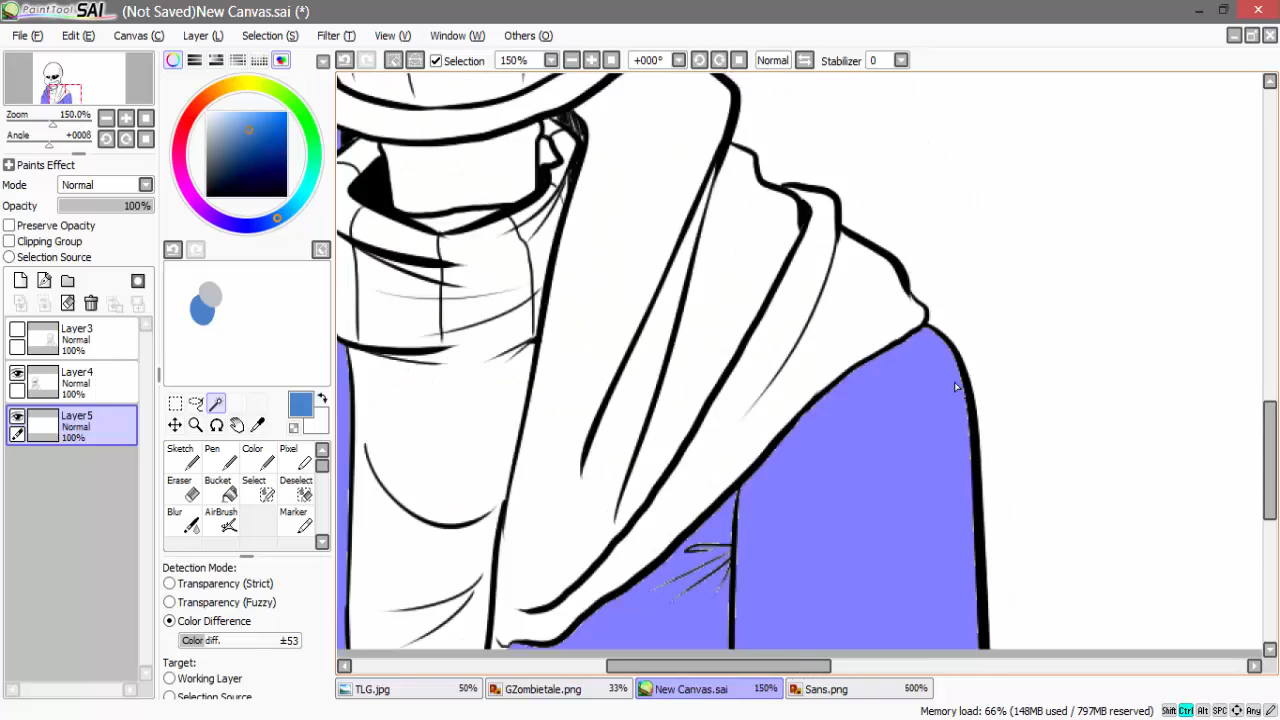 PaintTool SAI (Not Saved)New Canvas.sai (*)
File (F) Edit (E) Canvas (C) Layer (L) Selection (S) Filter (T) View (V) Window (W) Others (O)
Selection 150% +000° Normal Stabilizer 0
Zoom 150.0%
Angle +000ß
Paints Effect
Mode Normal
Opacity 100%
Preserve Opacity
Clipping Group
Selection Source
Layer3
Normal
100%
Layer4
Normal
100%
Layer5
Normal
100%
Sketch Pen Color Pixel
Eraser Bucket Select Deselect
Blur AirBrush Marker
Detection Mode:
Transparency (Strict)
Transparency (Fuzzy)
Color Difference
Color diff. ±53
Target:
Working Layer
Selection Source
TLG.jpg 50% GZombietale.png 33% New Canvas.sai 150% Sans.png 600%
Memory load: 66% (148MB used / 797MB reserved) Shift Ctrl Alt SPC Any